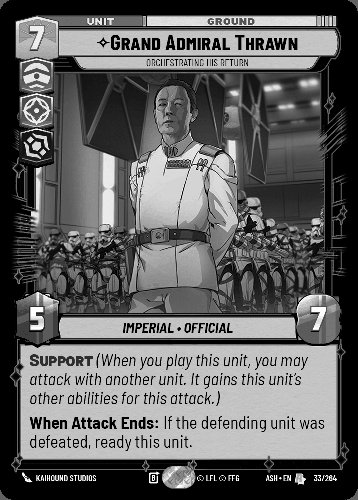 UNIT
GROUND
7
GRAND ADMIRAL THRAWN
ORCHESTRATING HIS RETURN
5
7
IMPERIAL • OFFICIAL
SUPPORT (When you play this unit, you may
attack with another unit. It gains this unit's
other abilities for this attack.)
When Attack Ends: If the defending unit was
defeated, ready this unit.
KAIHOUND STUDIOS
© LFL © FFG
ASH • EN
33/264